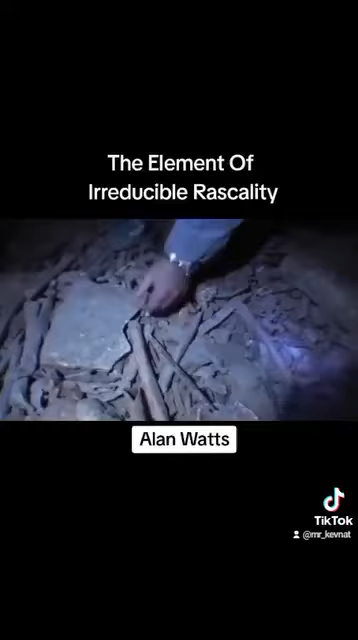 The Element Of
Irreducible Rascality
Alan Watts
TikTok
@mr_kevnat